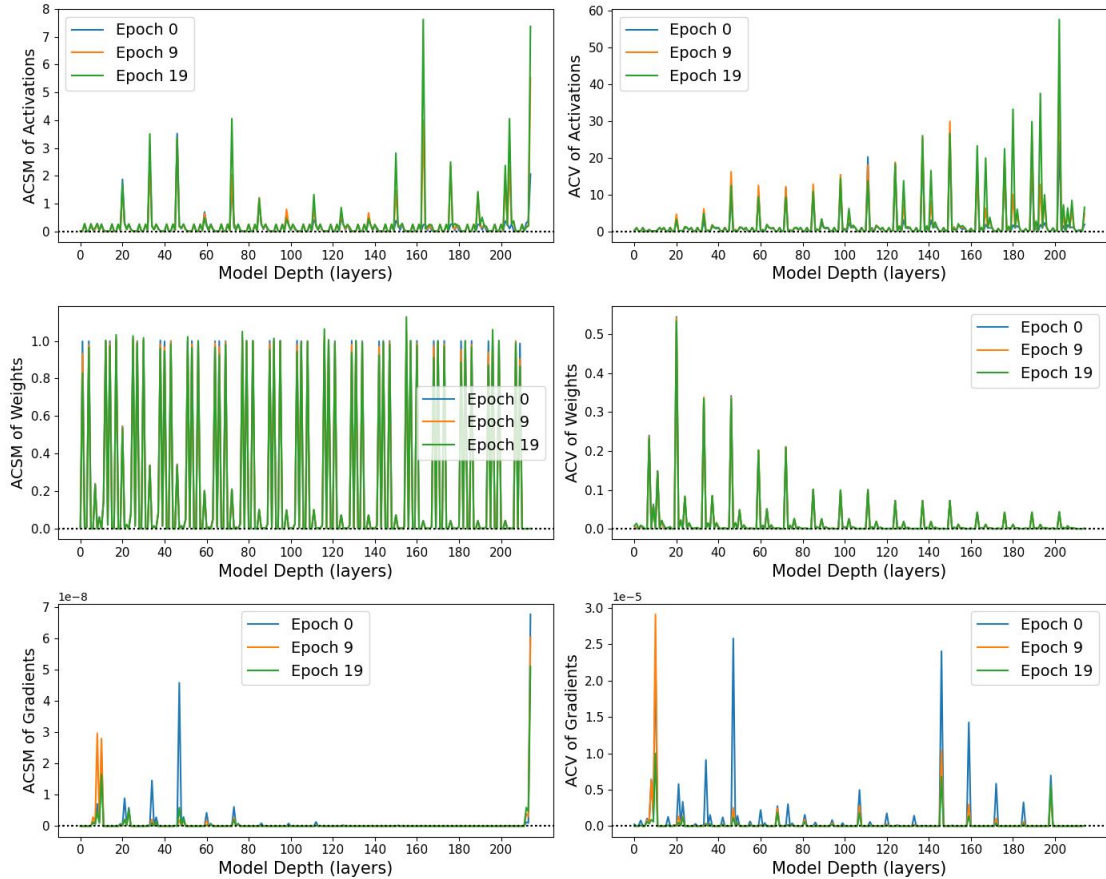 8
7
6
5
4
3
2
1
0
ACSM of Activations
Epoch 0
Epoch 9
Epoch 19
0 20 40 60 80 100 120 140 160 180 200
Model Depth (layers)
60
50
40
30
20
10
0
ACV of Activations
Epoch 0
Epoch 9
Epoch 19
0 20 40 60 80 100 120 140 160 180 200
Model Depth (layers)
1.0
0.8
0.6
0.4
0.2
0.0
ACSM of Weights
Epoch 0
Epoch 9
Epoch 19
0 20 40 60 80 100 120 140 160 180 200
Model Depth (layers)
0.5
0.4
0.3
0.2
0.1
0.0
ACV of Weights
Epoch 0
Epoch 9
Epoch 19
0 20 40 60 80 100 120 140 160 180 200
Model Depth (layers)
1e-8
7
6
5
4
3
2
1
0
ACSM of Gradients
Epoch 0
Epoch 9
Epoch 19
0 20 40 60 80 100 120 140 160 180 200
Model Depth (layers)
1e-5
3.0
2.5
2.0
1.5
1.0
0.5
0.0
ACV of Gradients
Epoch 0
Epoch 9
Epoch 19
0 20 40 60 80 100 120 140 160 180 200
Model Depth (layers)